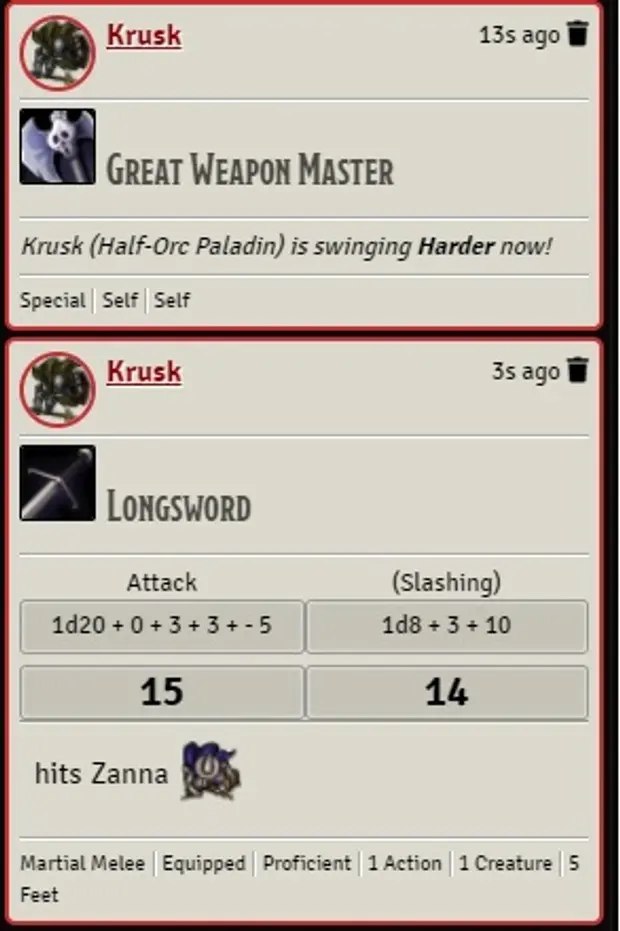 Krusk
13s ago
Great Weapon Master
Krusk (Half-Orc Paladin) is swinging Harder now!
Special | Self | Self
Krusk
3s ago
Longsword
Attack
(Slashing)
1d20 + 0 + 3 + 3 + - 5
1d8 + 3 + 10
15
14
hits Zanna
Martial Melee | Equipped | Proficient | 1 Action | 1 Creature | 5
Feet